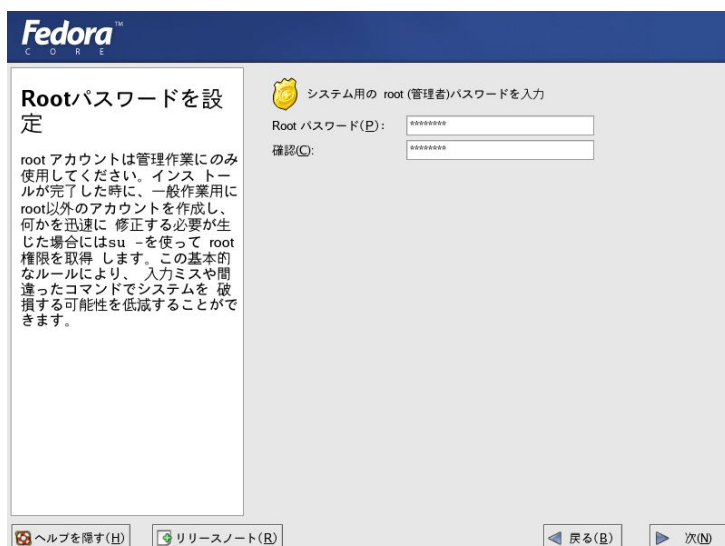 Fedora™
CORE
Rootパスワードを設
定
root アカウントは管理作業にのみ
使用してください。インス トー
ルが完了した時に、一般作業用に
root以外のアカウントを作成し、
何かを迅速に 修正する必要が生
じた場合にはsu -を使って root
権限を取得 します。この基本的
なルールにより、 入力ミスや間
違ったコマンドでシステムを 破
損する可能性を低減することがで
きます。
システム用の root (管理者)パスワードを入力
Root パスワード(P): ********
確認(C): ********
ヘルプを隠す(H) リリースノート(R) 戻る(B) 次(N)